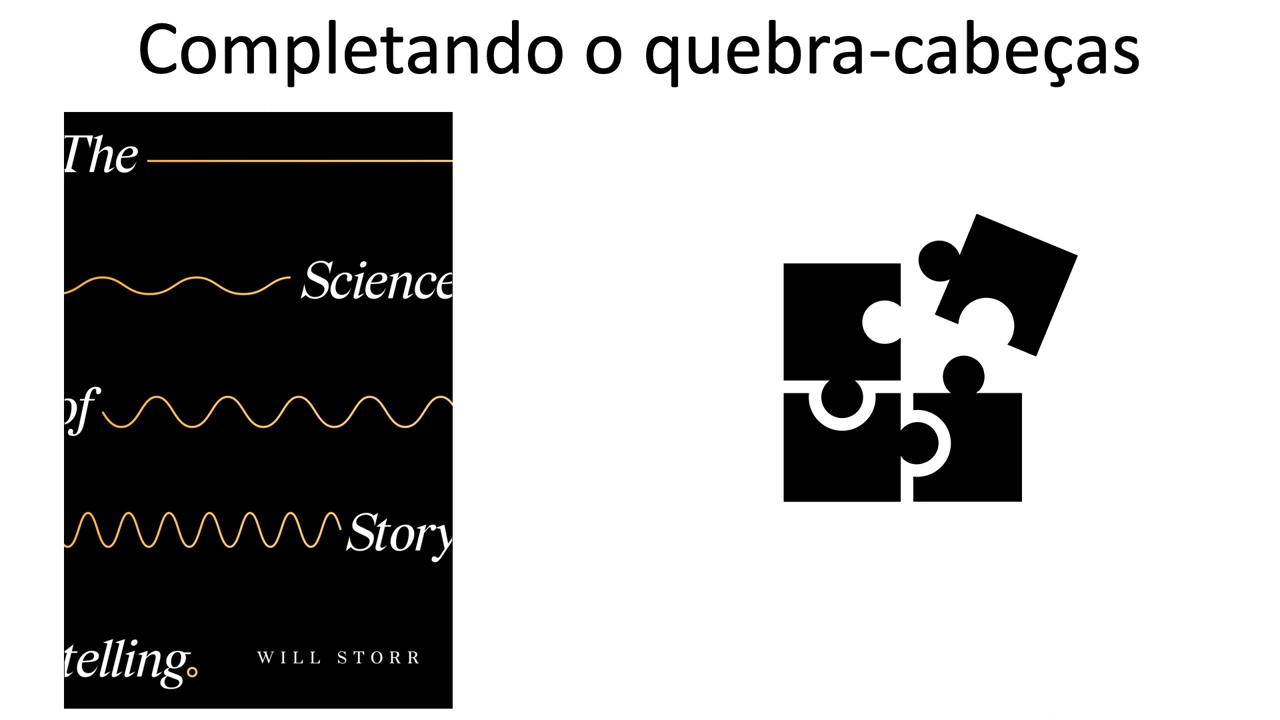 Completando o quebra-cabeças
The
Science
of
Story
telling.
WILL STORR